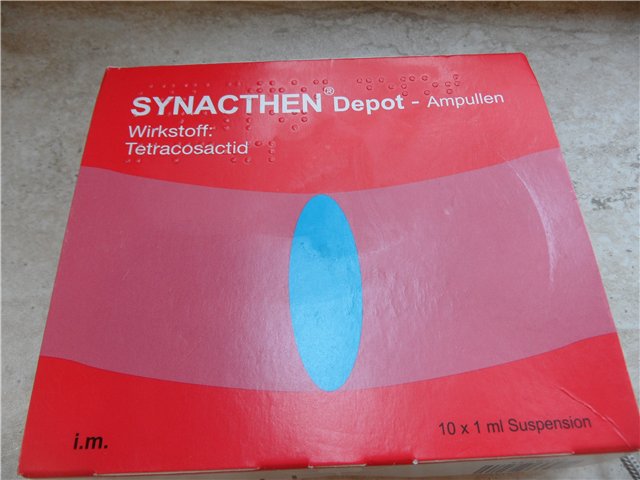 SYNACTHEN® Depot - Ampullen
Wirkstoff:
Tetracosactid
i.m.
10 x 1 ml Suspension